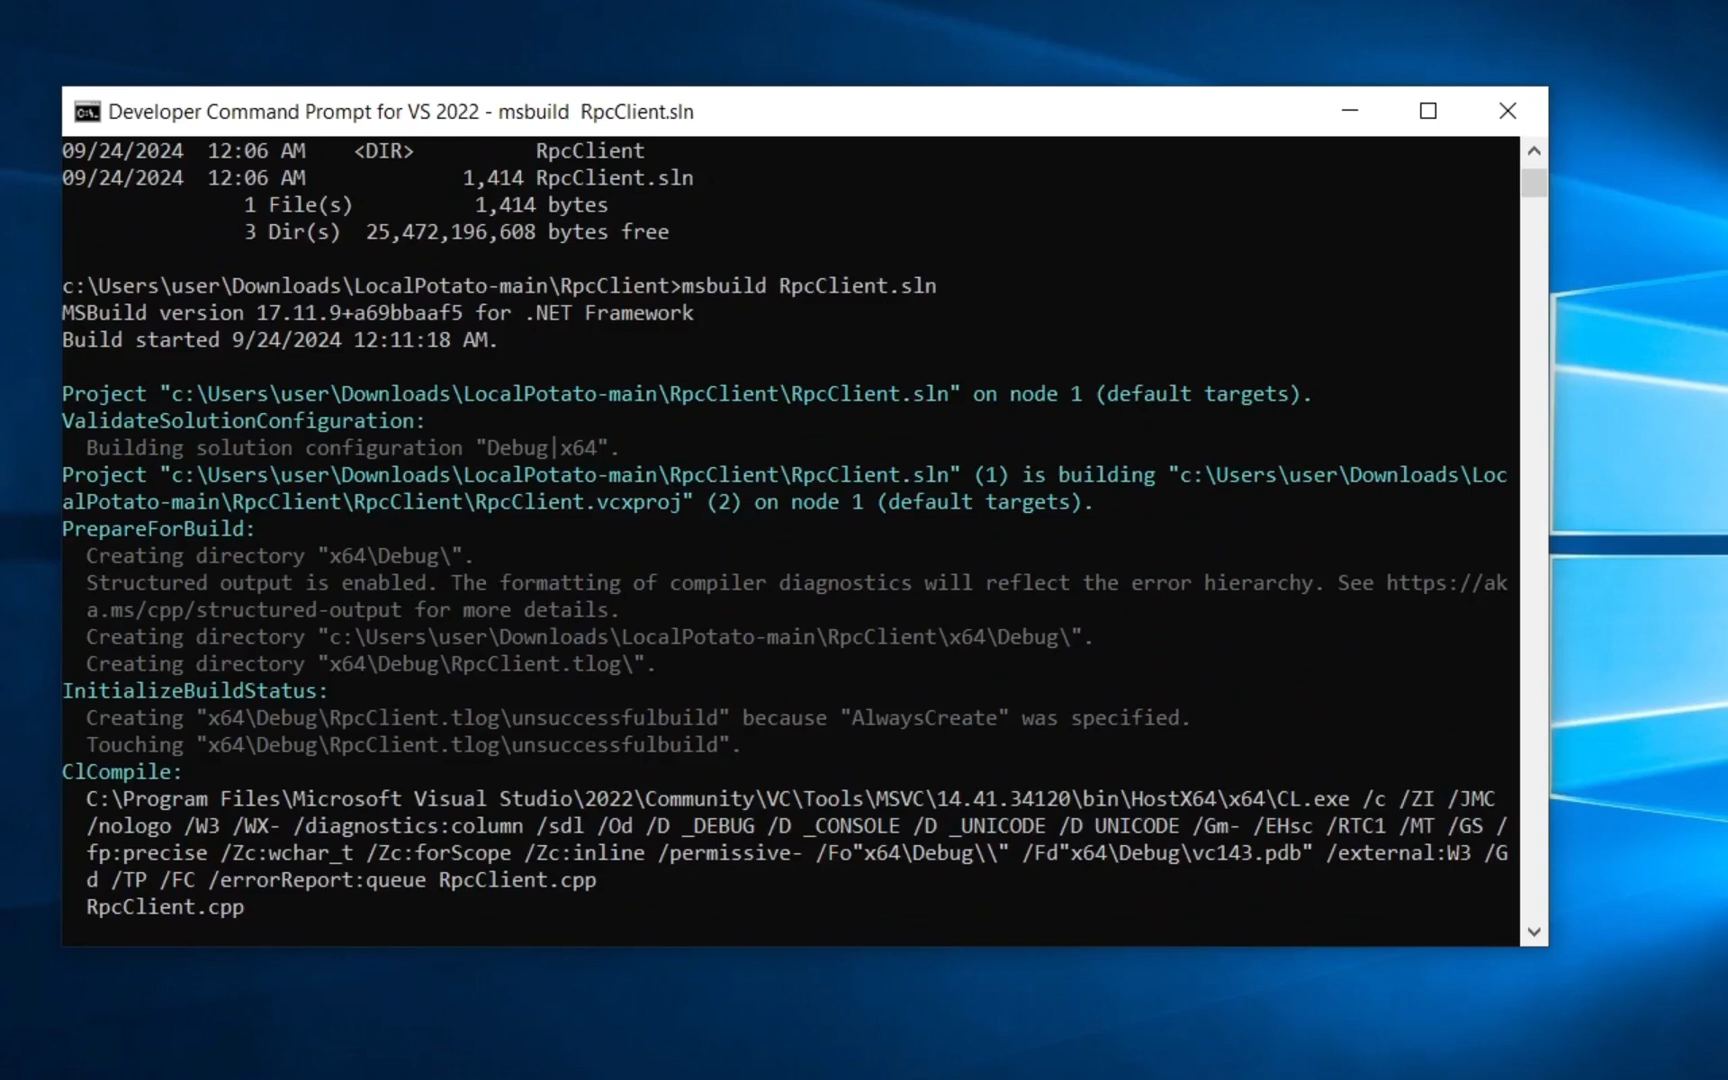 Developer Command Prompt for VS 2022 - msbuild  RpcClient.sln
09/24/2024  12:06 AM    <DIR>          RpcClient
09/24/2024  12:06 AM             1,414 RpcClient.sln
               1 File(s)          1,414 bytes
               3 Dir(s)  25,472,196,608 bytes free
c:\Users\user\Downloads\LocalPotato-main\RpcClient>msbuild RpcClient.sln
MSBuild version 17.11.9+a69bbaaf5 for .NET Framework
Build started 9/24/2024 12:11:18 AM.
Project "c:\Users\user\Downloads\LocalPotato-main\RpcClient\RpcClient.sln" on node 1 (default targets).
ValidateSolutionConfiguration:
  Building solution configuration "Debug|x64".
Project "c:\Users\user\Downloads\LocalPotato-main\RpcClient\RpcClient.sln" (1) is building "c:\Users\user\Downloads\Loc
alPotato-main\RpcClient\RpcClient\RpcClient.vcxproj" (2) on node 1 (default targets).
PrepareForBuild:
  Creating directory "x64\Debug\".
  Structured output is enabled. The formatting of compiler diagnostics will reflect the error hierarchy. See https://ak
  a.ms/cpp/structured-output for more details.
  Creating directory "c:\Users\user\Downloads\LocalPotato-main\RpcClient\x64\Debug\".
  Creating directory "x64\Debug\RpcClient.tlog\".
InitializeBuildStatus:
  Creating "x64\Debug\RpcClient.tlog\unsuccessfulbuild" because "AlwaysCreate" was specified.
  Touching "x64\Debug\RpcClient.tlog\unsuccessfulbuild".
ClCompile:
  C:\Program Files\Microsoft Visual Studio\2022\Community\VC\Tools\MSVC\14.41.34120\bin\HostX64\x64\CL.exe /c /ZI /JMC
  /nologo /W3 /WX- /diagnostics:column /sdl /Od /D _DEBUG /D _CONSOLE /D _UNICODE /D UNICODE /Gm- /EHsc /RTC1 /MT /GS /
  fp:precise /Zc:wchar_t /Zc:forScope /Zc:inline /permissive- /Fo"x64\Debug\\" /Fd"x64\Debug\vc143.pdb" /external:W3 /G
  d /TP /FC /errorReport:queue RpcClient.cpp
  RpcClient.cpp